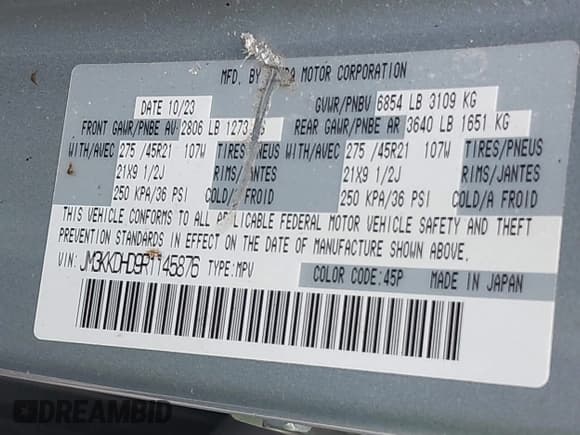 MFD. BY MOTOR CORPORATION
DATE 10/23 GVWR/PNBV 6854 LB 3109 KG
FRONT GAWR/PNBE AV 2806 LB 1273 REAR GAWR/PNBE AR 3640 LB 1651 KG
WITH/AVEC 275 /45R21 107W TIRES/PNEUS WITH/AVEC 275 /45R21 107W TIRES/PNEUS
21X9 1/2J RIMS/JANTES 21X9 1/2J RIMS/JANTES
250 KPA/36 PSI COLD/A FROID 250 KPA/36 PSI COLD/A FROID
THIS VEHICLE CONFORMS TO ALL APPLICABLE FEDERAL MOTOR VEHICLE SAFETY AND THEFT
PREVENTION STANDARDS IN EFFECT ON THE DATE OF MANUFACTURE SHOWN ABOVE.
VIN: JM3KKDHD9R1145876 TYPE:MPV COLOR CODE:45P MADE IN JAPAN
DREAMBID